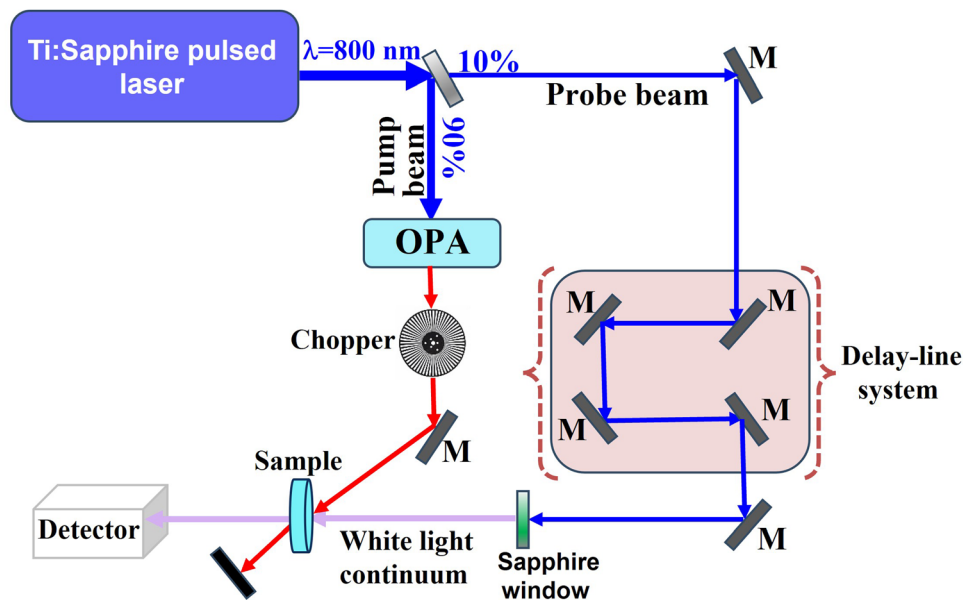 Ti:Sapphire pulsed
laser
λ=800 nm
10%
M
Probe beam
Pump
beam
90%
OPA
M
M
Chopper
Delay-line
system
M
M
M
Sample
Detector
White light
continuum
Sapphire
window
M